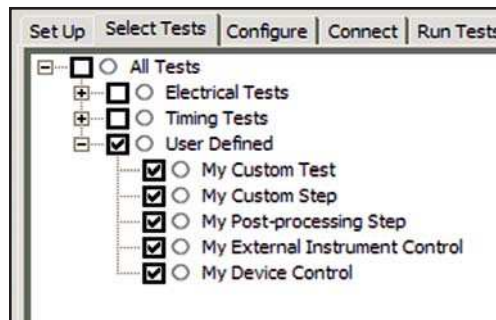 Set Up Select Tests Configure Connect Run Tests
All Tests
Electrical Tests
Timing Tests
User Defined
My Custom Test
My Custom Step
My Post-processing Step
My External Instrument Control
My Device Control